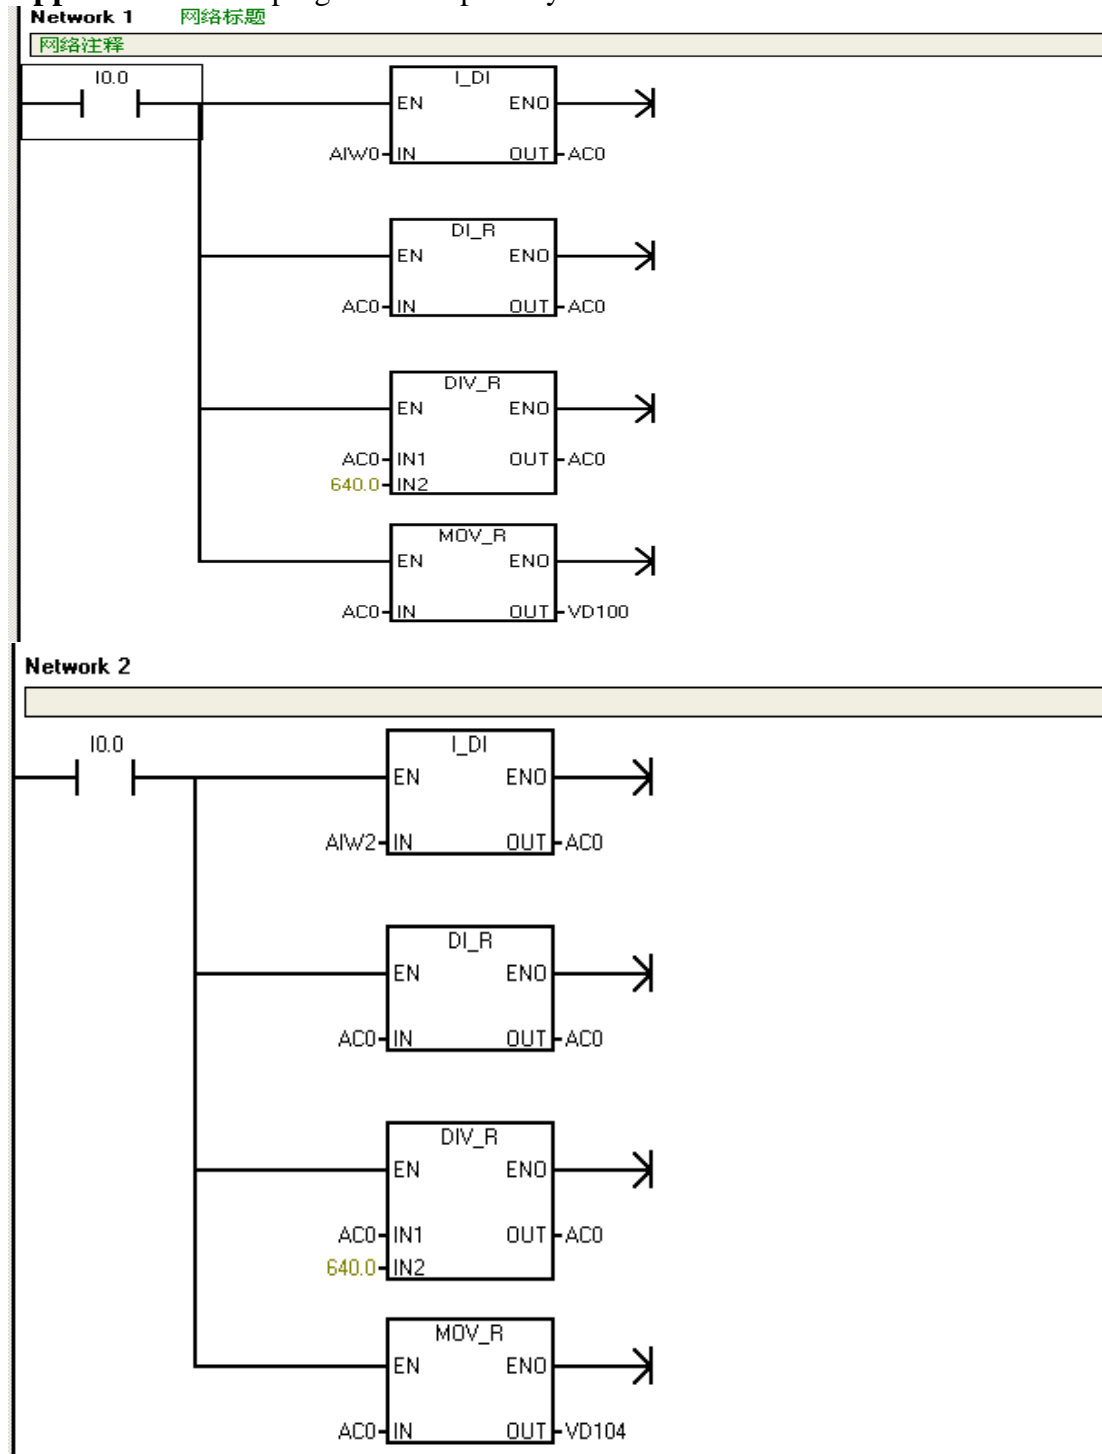 Network 1 网络标题
网络注释
I0.0
I_DI
EN ENO
AIW0 IN OUT AC0
DI_R
EN ENO
AC0 IN OUT AC0
DIV_R
EN ENO
AC0 IN1 OUT AC0
640.0 IN2
MOV_R
EN ENO
AC0 IN OUT VD100
Network 2
I0.0
I_DI
EN ENO
AIW2 IN OUT AC0
DI_R
EN ENO
AC0 IN OUT AC0
DIV_R
EN ENO
AC0 IN1 OUT AC0
640.0 IN2
MOV_R
EN ENO
AC0 IN OUT VD104